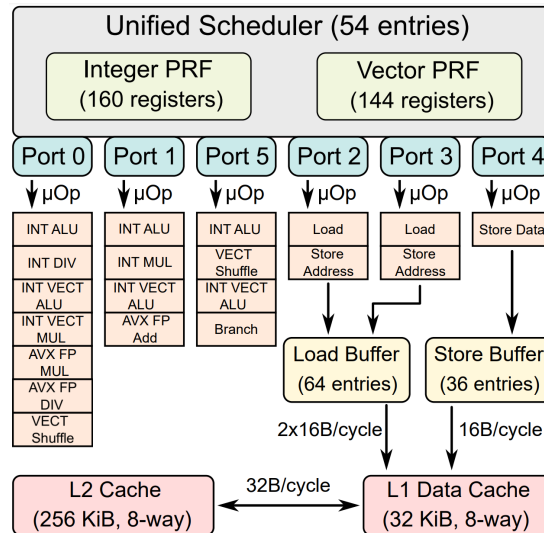 Unified Scheduler (54 entries)
Integer PRF
(160 registers)
Vector PRF
(144 registers)
Port 0
Port 1
Port 5
Port 2
Port 3
Port 4
μOp
μOp
μOp
μOp
μOp
μOp
INT ALU
INT DIV
INT VECT
ALU
INT VECT
MUL
AVX FP
MUL
AVX FP
DIV
VECT
Shuffle
INT ALU
INT MUL
INT VECT
ALU
AVX FP
Add
INT ALU
VECT
Shuffle
INT VECT
ALU
Branch
Load
Store
Address
Load
Store
Address
Store Data
Load Buffer
(64 entries)
Store Buffer
(36 entries)
2x16B/cycle
16B/cycle
L2 Cache
(256 KiB, 8-way)
32B/cycle
L1 Data Cache
(32 KiB, 8-way)